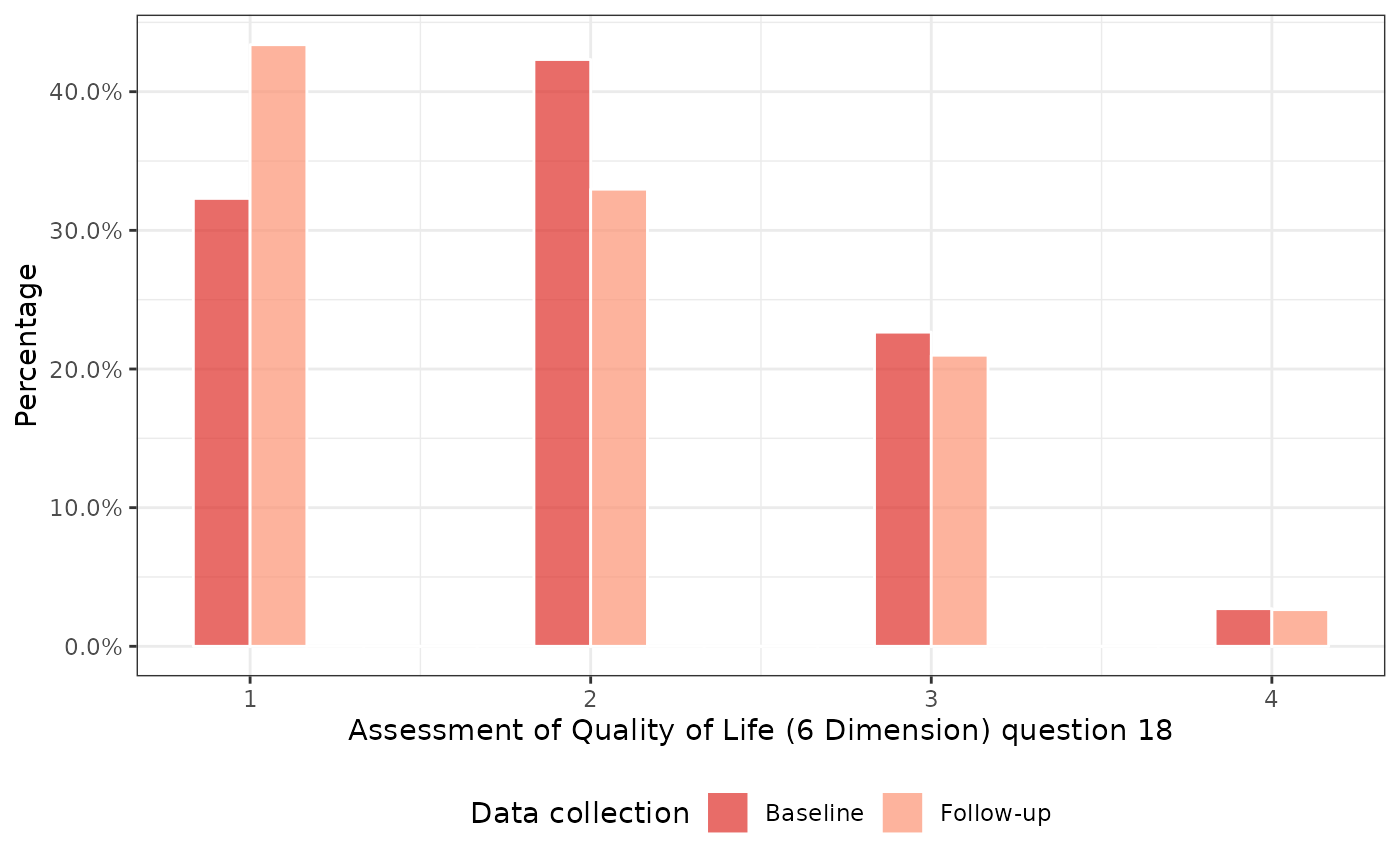 Percentage
40.0%
30.0%
20.0%
10.0%
0.0%
1 2 3 4
Assessment of Quality of Life (6 Dimension) question 18
Data collection Baseline Follow-up